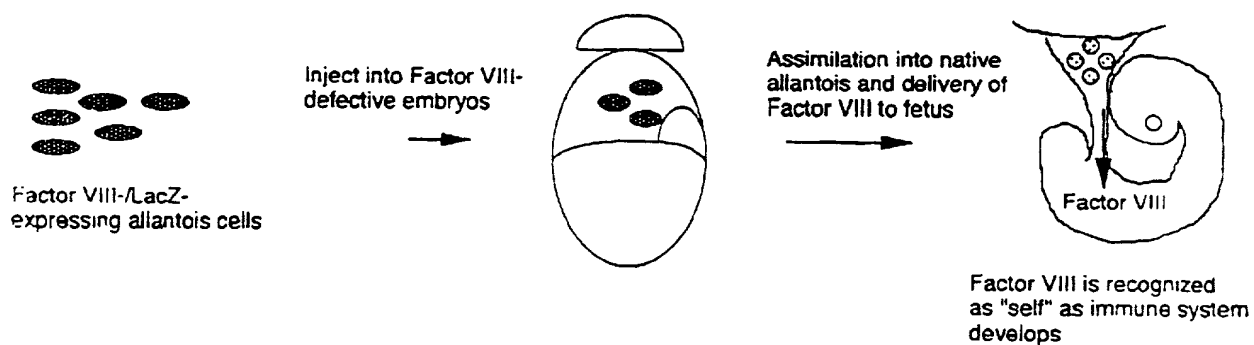 Factor VIII-/LacZ-
expressing allantois cells
Inject into Factor VIII-
defective embryos
Assimilation into native
allantois and delivery of
Factor VIII to fetus
Factor VIII
Factor VIII is recognized
as "self" as immune system
develops